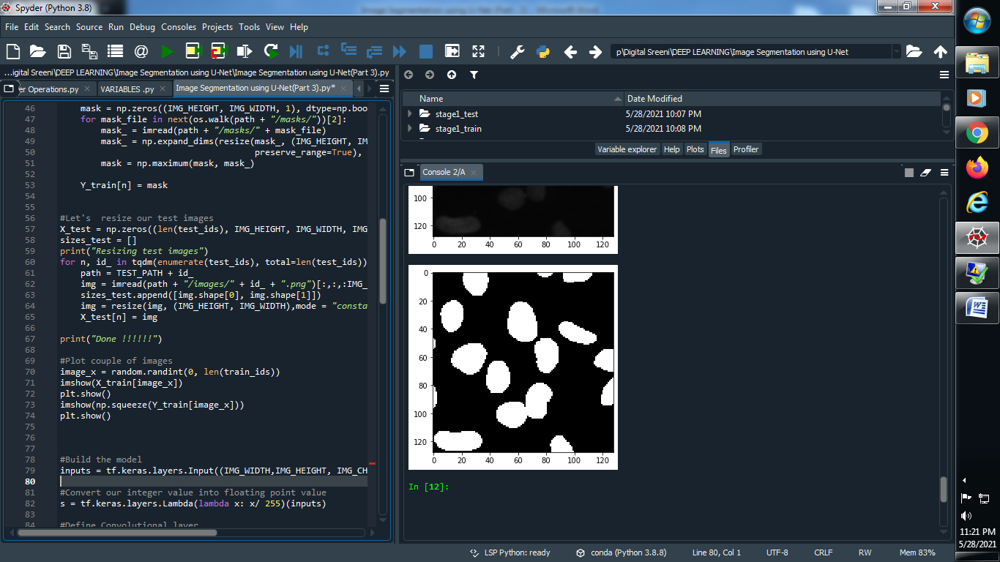 Spyder (Python 3.8)
File Edit Search Source Run Debug Consoles Projects Tools View Help
p\Digital Sreeni\DEEP LEARNING\Image Segmentation using U-Net
...igital Sreeni\DEEP LEARNING\Image Segmentation using U-Net\Image Segmentation using U-Net(Part 3).py
er Operations.py VARIABLES .py Image Segmentation using U-Net(Part 3).py*
46 mask = np.zeros((IMG_HEIGHT, IMG_WIDTH, 1), dtype=np.boo
47 for mask_file in next(os.walk(path + "/masks/"))[2]:
48 mask_ = imread(path + "/masks/" + mask_file)
49 mask_ = np.expand_dims(resize(mask_, (IMG_HEIGHT, IM
50 preserve_range=True),
51 mask = np.maximum(mask, mask_)
52
53 Y_train[n] = mask
54
55
56 #Let's  resize our test images
57 X_test = np.zeros((len(test_ids), IMG_HEIGHT, IMG_WIDTH, IMG
58 sizes_test = []
59 print("Resizing test images")
60 for n, id_ in tqdm(enumerate(test_ids), total=len(test_ids))
61 path = TEST_PATH + id_
62 img = imread(path + "/images/" + id_ + ".png")[:,:,:IMG_
63 sizes_test.append([img.shape[0], img.shape[1]])
64 img = resize(img, (IMG_HEIGHT, IMG_WIDTH),mode = "consta
65 X_test[n] = img
66
67 print("Done !!!!!!")
68
69 #Plot couple of images
70 image_x = random.randint(0, len(train_ids))
71 imshow(X_train[image_x])
72 plt.show()
73 imshow(np.squeeze(Y_train[image_x]))
74 plt.show()
75
76
77
78 #Build the model
79 inputs = tf.keras.layers.Input((IMG_WIDTH,IMG_HEIGHT, IMG_CH
80
81 #Convert our integer value into floating point value
82 s = tf.keras.layers.Lambda(lambda x: x/ 255)(inputs)
83
84 #Define Convolutional layer
Name Date Modified
stage1_test 5/28/2021 10:07 PM
stage1_train 5/28/2021 10:08 PM
Variable explorer Help Plots Files Profiler
Console 2/A
100
120
0 20 40 60 80 100 120
0
20
40
60
80
100
120
0 20 40 60 80 100 120
In [12]:
LSP Python: ready conda (Python 3.8.8) Line 80, Col 1 UTF-8 CRLF RW Mem 83%
11:21 PM
5/28/2021